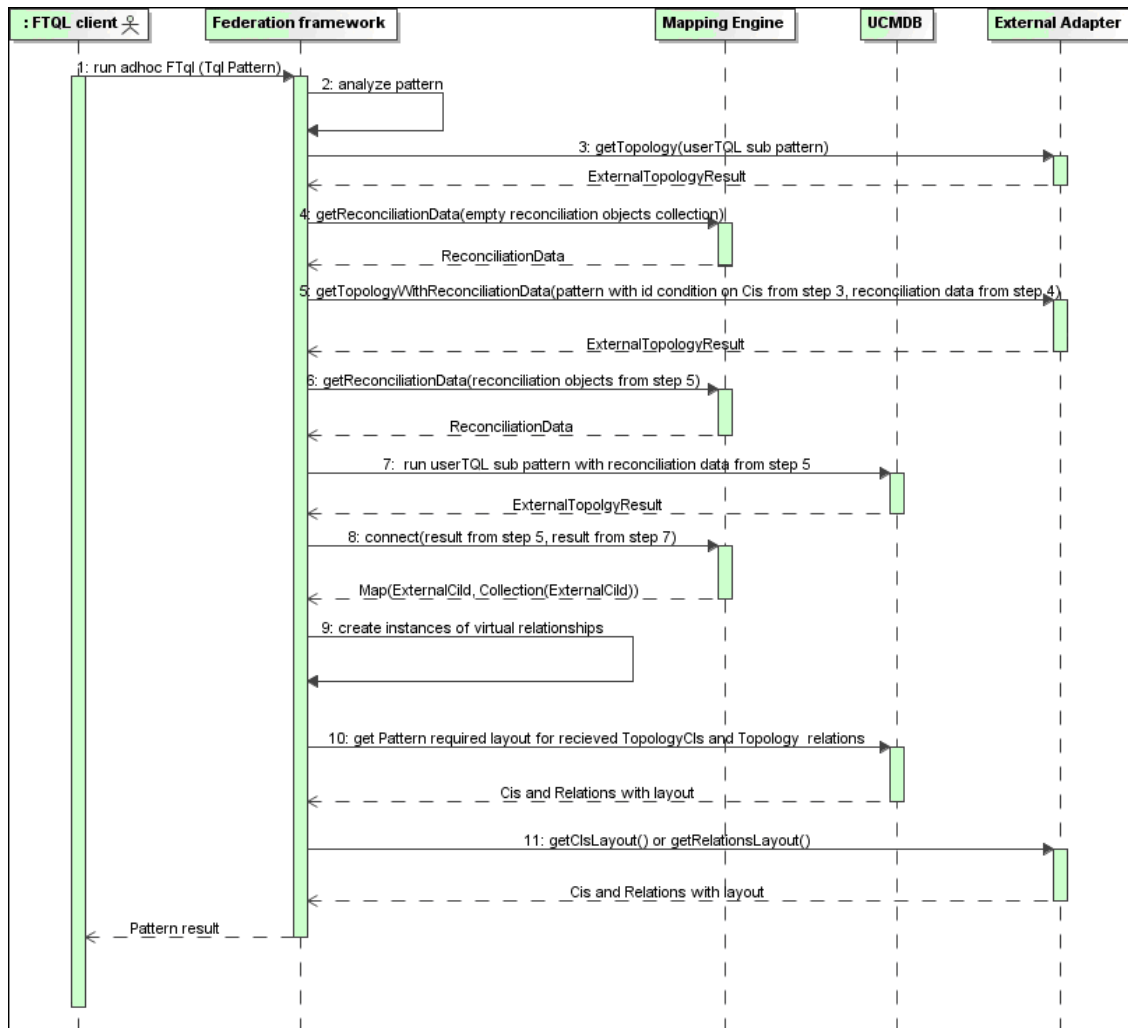 : FTQL client
Federation framework
Mapping Engine
UCMDB
External Adapter
1: run adhoc FTql (Tql Pattern)
2: analyze pattern
3: getTopology(userTQL sub pattern)
ExternalTopologyResult
4: getReconciliationData(empty reconciliation objects collection)
ReconciliationData
5: getTopologyWithReconciliationData(pattern with id condition on Cis from step 3, reconciliation data from step 4)
ExternalTopologyResult
6: getReconciliationData(reconciliation objects from step 5)
ReconciliationData
7: run userTQL sub pattern with reconciliation data from step 5
ExternalTopolgyResult
8: connect(result from step 5, result from step 7)
Map(ExternalCiId, Collection(ExternalCiId))
9: create instances of virtual relationships
10: get Pattern required layout for recieved TopologyCIs and Topology relations
Cis and Relations with layout
11: getCIsLayout() or getRelationsLayout()
Cis and Relations with layout
Pattern result